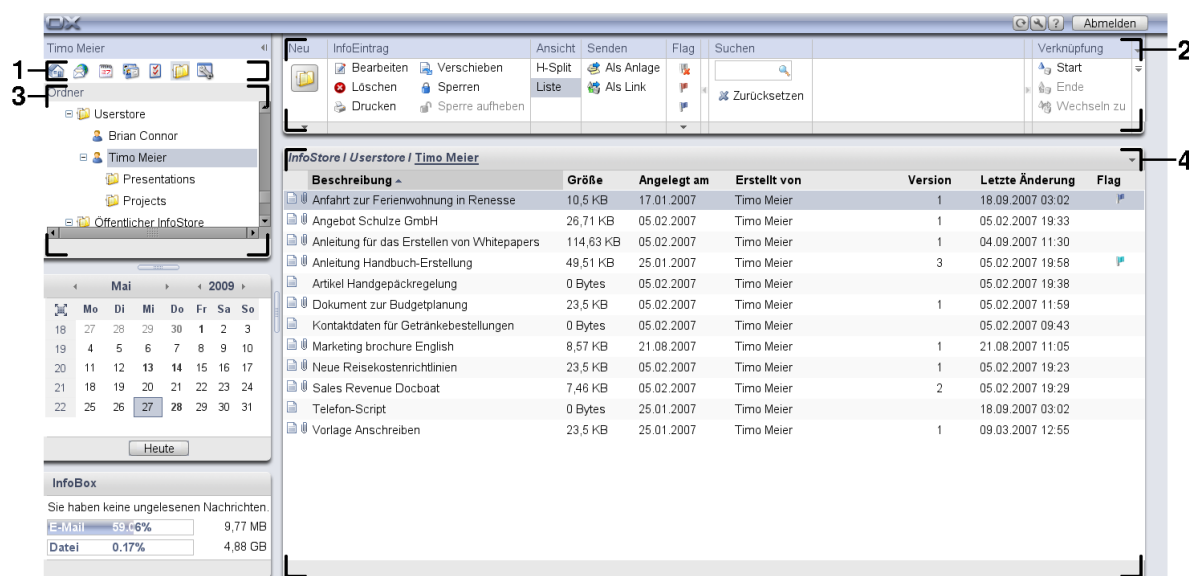 OX Abmelden
Timo Meier
Neu InfoEintrag Ansicht Senden Flag Suchen Verknüpfung
Bearbeiten Verschieben H-Split Als Anlage Start
Löschen Sperren Liste Als Link Zurücksetzen Ende
Drucken Sperre aufheben Wechseln zu
1
2
3
4
Ordner
Userstore
Brian Connor
Timo Meier
Presentations
Projects
Öffentlicher InfoStore
Mai 2009
Mo Di Mi Do Fr Sa So
18 27 28 29 30 1 2 3
19 4 5 6 7 8 9 10
20 11 12 13 14 15 16 17
21 18 19 20 21 22 23 24
22 25 26 27 28 29 30 31
Heute
InfoBox
Sie haben keine ungelesenen Nachrichten.
E-Mail 59.06% 9,77 MB
Datei 0.17% 4,88 GB
InfoStore / Userstore / Timo Meier
Beschreibung Größe Angelegt am Erstellt von Version Letzte Änderung Flag
Anfahrt zur Ferienwohnung in Renesse 10,5 KB 17.01.2007 Timo Meier 1 18.09.2007 03:02
Angebot Schulze GmbH 26,71 KB 05.02.2007 Timo Meier 1 05.02.2007 19:33
Anleitung für das Erstellen von Whitepapers 114,63 KB 05.02.2007 Timo Meier 1 04.09.2007 11:30
Anleitung Handbuch-Erstellung 49,51 KB 25.01.2007 Timo Meier 3 05.02.2007 19:58
Artikel Handgepäckregelung 0 Bytes 05.02.2007 Timo Meier 05.02.2007 19:38
Dokument zur Budgetplanung 23,5 KB 05.02.2007 Timo Meier 1 05.02.2007 11:59
Kontaktdaten für Getränkebestellungen 0 Bytes 05.02.2007 Timo Meier 05.02.2007 09:43
Marketing brochure English 8,57 KB 21.08.2007 Timo Meier 1 21.08.2007 11:05
Neue Reisekostenrichtlinien 23,5 KB 05.02.2007 Timo Meier 1 05.02.2007 19:23
Sales Revenue Docboat 7,46 KB 05.02.2007 Timo Meier 2 05.02.2007 19:29
Telefon-Script 0 Bytes 25.01.2007 Timo Meier 18.09.2007 03:02
Vorlage Anschreiben 23,5 KB 25.01.2007 Timo Meier 1 09.03.2007 12:55